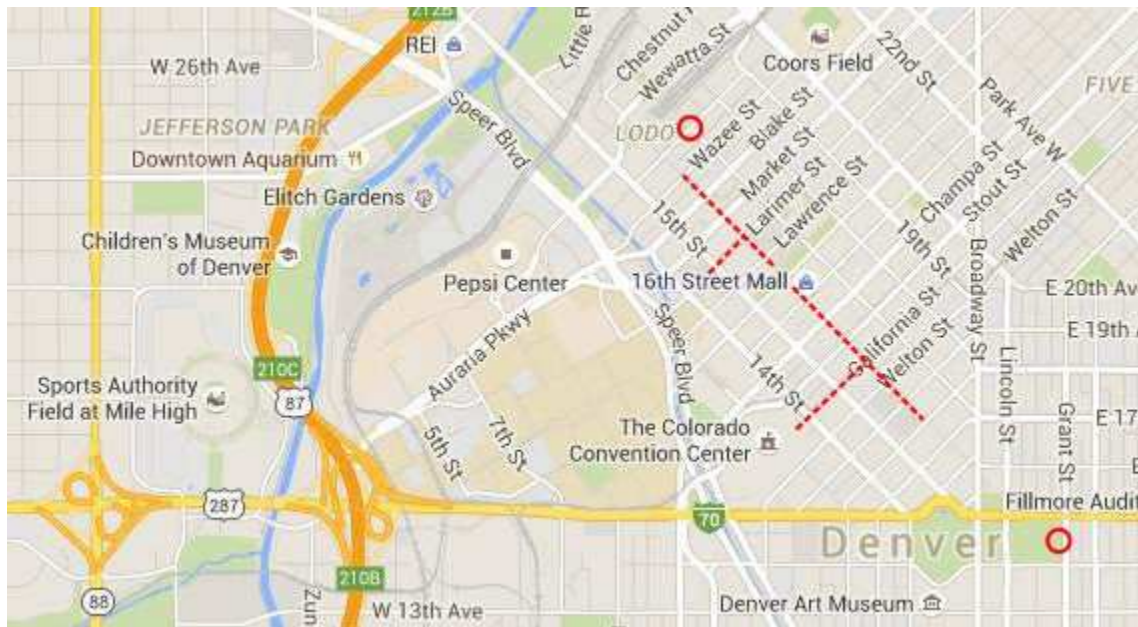 212B
REI
Little R
Chestnut
Wewatta St
Coors Field
22nd St
Park Ave W
FIVE
W 26th Ave
Speer Blvd
JEFFERSON PARK
LODO
Wazee St
Blake St
Market St
Larimer St
Lawrence St
Champa St
Stout St
Welton St
Downtown Aquarium
Elitch Gardens
15th St
19th St
Broadway St
Children's Museum
of Denver
Pepsi Center
16th Street Mall
E 20th Av
California St
Welton St
E 19th
Auraria Pkwy
Speer Blvd
Lincoln St
210C
87
Sports Authority
Field at Mile High
14th St
Grant St
E 17
5th St
7th St
The Colorado
Convention Center
E
287
70
Fillmore Audi
Denver
210B
88
Zun
W 13th Ave
Denver Art Museum